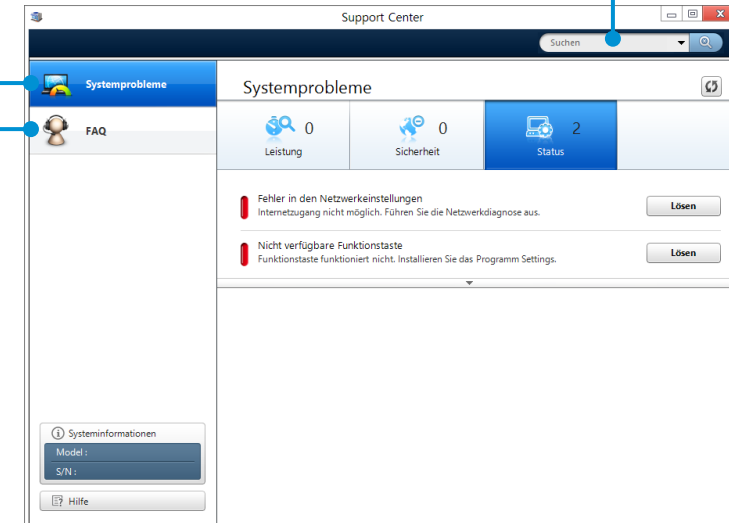 Support Center
Suchen
Systemprobleme
FAQ
Systemprobleme
0
Leistung
0
Sicherheit
2
Status
Fehler in den Netzwerkeinstellungen
Internetzugang nicht möglich. Führen Sie die Netzwerkdiagnose aus.
Lösen
Nicht verfügbare Funktionstaste
Funktionstaste funktioniert nicht. Installieren Sie das Programm Settings.
Lösen
Systeminformationen
Model :
S/N :
Hilfe